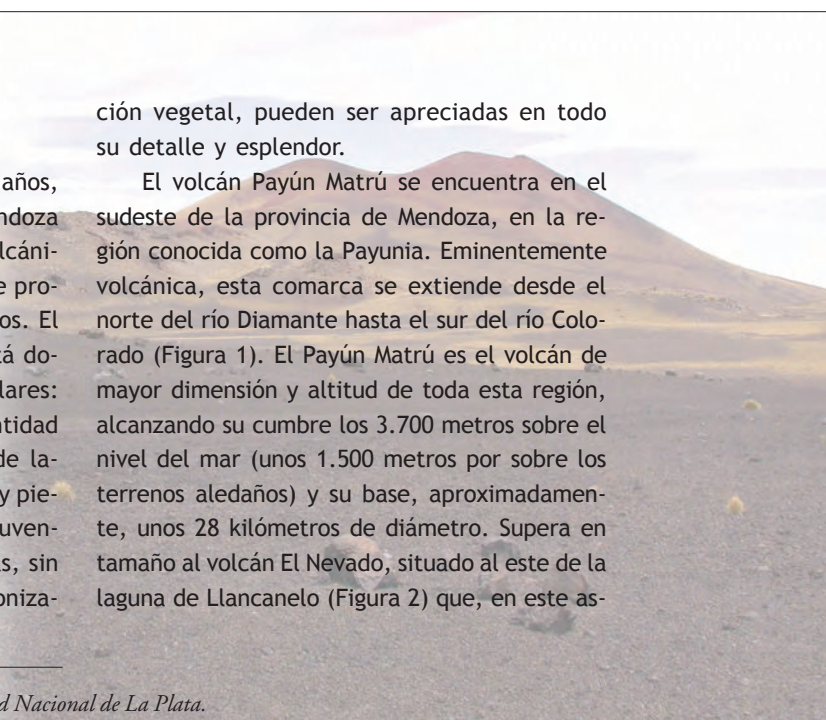 años,
ndoza
lcáni-
e pro-
os. El
tá do-
lares:
ntidad
de la-
y pie-
uven-
s, sin
oniza-
ción vegetal, pueden ser apreciadas en todo
su detalle y esplendor.
El volcán Payún Matrú se encuentra en el
sudeste de la provincia de Mendoza, en la re-
gión conocida como la Payunia. Eminentemente
volcánica, esta comarca se extiende desde el
norte del río Diamante hasta el sur del río Colo-
rado (Figura 1). El Payún Matrú es el volcán de
mayor dimensión y altitud de toda esta región,
alcanzando su cumbre los 3.700 metros sobre el
nivel del mar (unos 1.500 metros por sobre los
terrenos aledaños) y su base, aproximadamen-
te, unos 28 kilómetros de diámetro. Supera en
tamaño al volcán El Nevado, situado al este de la
laguna de Llancanelo (Figura 2) que, en este as-
d Nacional de La Plata.